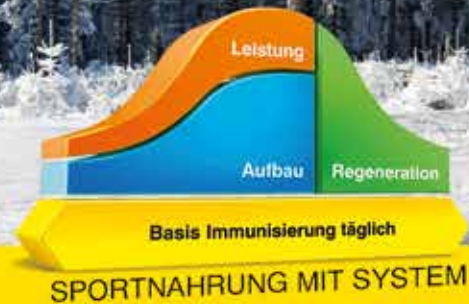 Leistung
Aufbau
Regeneration
Basis Immunisierung täglich
SPORTNAHRUNG MIT SYSTEM